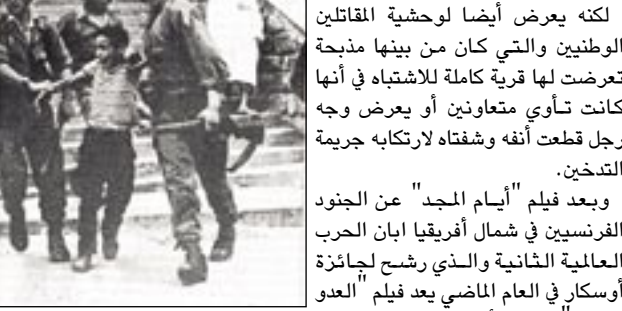 لكنه يعرض أيضا لوحشية المقاتلين
الوطنيين والتي كان من بينها مذبحة
تعرضت لها قرية كاملة للاشتباه في أنها
كانت تأوي متعاونين أو يعرض وجه
رجل قطعت أنفه وشفتاه لارتكابه جريمة
التدخين.
وبعد فيلم "أيام المجد" عن الجنود
الفرنسيين في شمال أفريقيا ابان الحرب
العالمية الثانية والذي رشح لجائزة
أوسكار في العام الماضي يعد فيلم "العدو